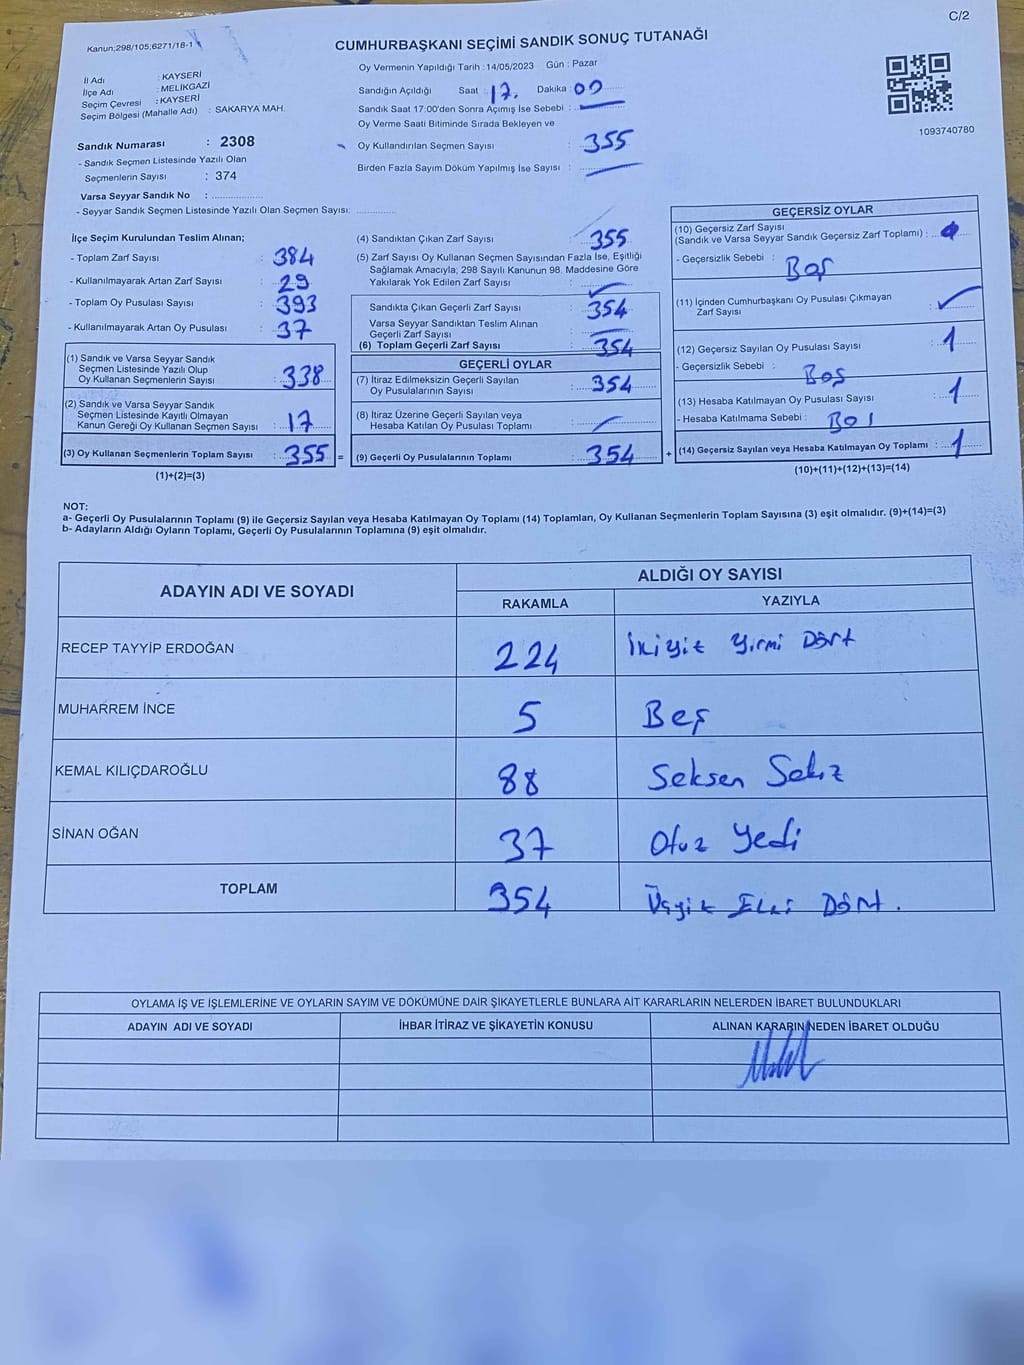 C/2
Kanun;298/105;6271/18-1
CUMHURBAŞKANI SEÇİMİ SANDIK SONUÇ TUTANAĞI
İl Adı : KAYSERİ
İlçe Adı : MELİKGAZİ
Seçim Çevresi : KAYSERİ
Seçim Bölgesi (Mahalle Adı) : SAKARYA MAH.
Sandık Numarası : 2308
- Sandık Seçmen Listesinde Yazılı Olan
Seçmenlerin Sayısı : 374
Varsa Seyyar Sandık No :
- Seyyar Sandık Seçmen Listesinde Yazılı Olan Seçmen Sayısı:
Oy Vermenin Yapıldığı Tarih :14/05/2023 Gün : Pazar
Sandığın Açıldığı Saat : 17. Dakika : 00
Sandık Saat 17:00'den Sonra Açımış İse Sebebi :
Oy Verme Saati Bitiminde Sırada Bekleyen ve
Oy Kullandırılan Seçmen Sayısı : 355
Birden Fazla Sayım Döküm Yapılmış İse Sayısı :
1093740780
İlçe Seçim Kurulundan Teslim Alınan;
- Toplam Zarf Sayısı : 384
- Kullanılmayarak Artan Zarf Sayısı : 29
- Toplam Oy Pusulası Sayısı : 393
- Kullanılmayarak Artan Oy Pusulası : 37
(1) Sandık ve Varsa Seyyar Sandık
Seçmen Listesinde Yazılı Olup
Oy Kullanan Seçmenlerin Sayısı : 338
(2) Sandık ve Varsa Seyyar Sandık
Seçmen Listesinde Kayıtlı Olmayan
Kanun Gereği Oy Kullanan Seçmen Sayısı : 17
(3) Oy Kullanan Seçmenlerin Toplam Sayısı : 355 =
(1)+(2)=(3)
(4) Sandıktan Çıkan Zarf Sayısı : 355
(5) Zarf Sayısı Oy Kullanan Seçmen Sayısından Fazla İse, Eşitliği
Sağlamak Amacıyla; 298 Sayılı Kanunun 98. Maddesine Göre
Yakılarak Yok Edilen Zarf Sayısı :
Sandıkta Çıkan Geçerli Zarf Sayısı : 354
Varsa Seyyar Sandıktan Teslim Alınan
Geçerli Zarf Sayısı :
(6) Toplam Geçerli Zarf Sayısı : 354
GEÇERLİ OYLAR
(7) İtiraz Edilmeksizin Geçerli Sayılan
Oy Pusulalarının Sayısı : 354
(8) İtiraz Üzerine Geçerli Sayılan veya
Hesaba Katılan Oy Pusulası Toplamı :
(9) Geçerli Oy Pusulalarının Toplamı : 354 +
GEÇERSİZ OYLAR
(10) Geçersiz Zarf Sayısı
(Sandık ve Varsa Seyyar Sandık Geçersiz Zarf Toplamı) :
- Geçersizlik Sebebi : Boş
(11) İçinden Cumhurbaşkanı Oy Pusulası Çıkmayan
Zarf Sayısı :
(12) Geçersiz Sayılan Oy Pusulası Sayısı : 1
- Geçersizlik Sebebi : Boş
(13) Hesaba Katılmayan Oy Pusulası Sayısı : 1
- Hesaba Katılmama Sebebi : Boş
(14) Geçersiz Sayılan veya Hesaba Katılmayan Oy Toplamı : 1
(10)+(11)+(12)+(13)=(14)
NOT:
a- Geçerli Oy Pusulalarının Toplamı (9) ile Geçersiz Sayılan veya Hesaba Katılmayan Oy Toplamı (14) Toplamları, Oy Kullanan Seçmenlerin Toplam Sayısına (3) eşit olmalıdır. (9)+(14)=(3)
b- Adayların Aldığı Oyların Toplamı, Geçerli Oy Pusulalarının Toplamına (9) eşit olmalıdır.
ADAYIN ADI VE SOYADI ALDIĞI OY SAYISI
RAKAMLA YAZIYLA
RECEP TAYYİP ERDOĞAN 224 İkiyüz Yirmi Dört
MUHARREM İNCE 5 Beş
KEMAL KILIÇDAROĞLU 88 Seksen Sekiz
SİNAN OĞAN 37 Otuz Yedi
TOPLAM 354 Üçyüz Elli Dört.
OYLAMA İŞ VE İŞLEMLERİNE VE OYLARIN SAYIM VE DÖKÜMÜNE DAİR ŞİKAYETLERLE BUNLARA AİT KARARLARIN NELERDEN İBARET BULUNDUKLARI
ADAYIN ADI VE SOYADI İHBAR İTİRAZ VE ŞİKAYETİN KONUSU ALINAN KARARIN NEDEN İBARET OLDUĞU